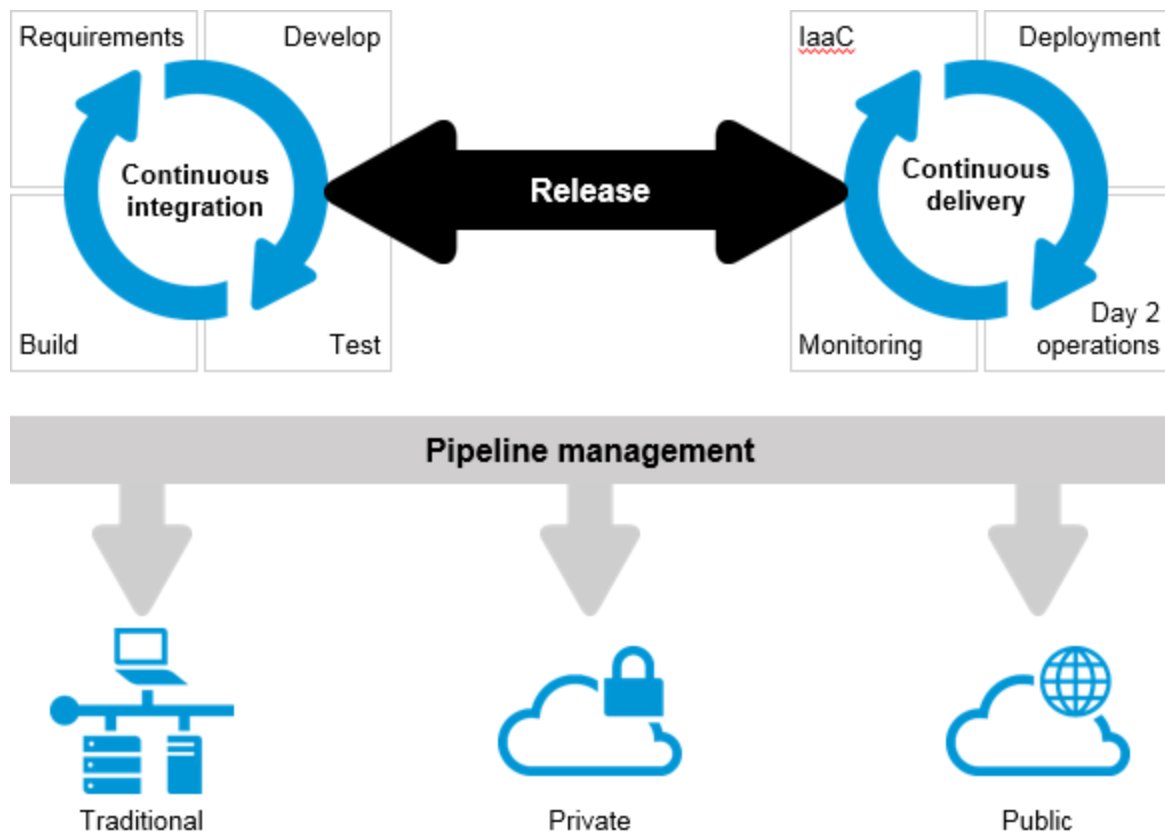 Requirements
Develop
Continuous
integration
Build
Test
Release
IaaC
Deployment
Continuous
delivery
Monitoring
Day 2
operations
Pipeline management
Traditional
Private
Public